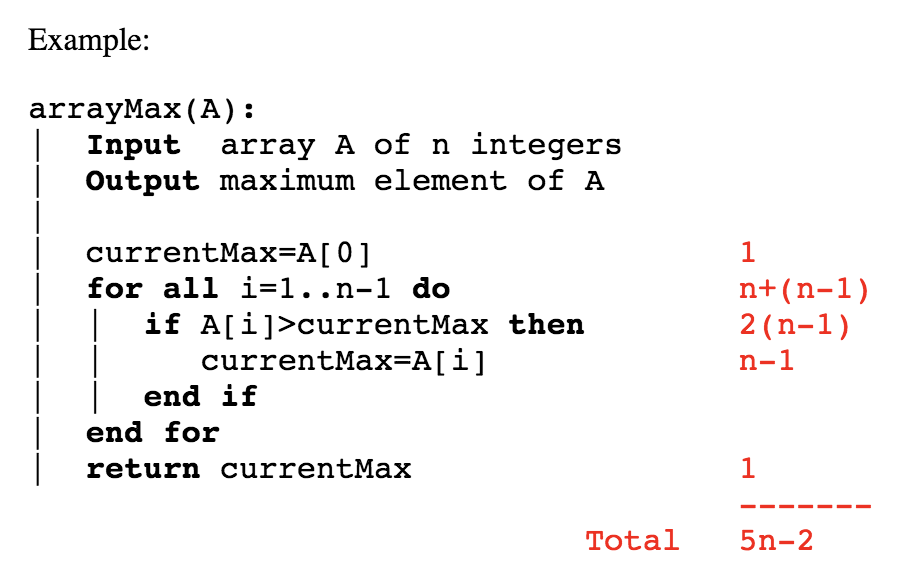 Example:
arrayMax(A):
Input array A of n integers
Output maximum element of A
currentMax=A[0] 1
for all i=1..n-1 do n+(n-1)
if A[i]>currentMax then 2(n-1)
currentMax=A[i] n-1
end if
end for
return currentMax 1
-------
Total 5n-2